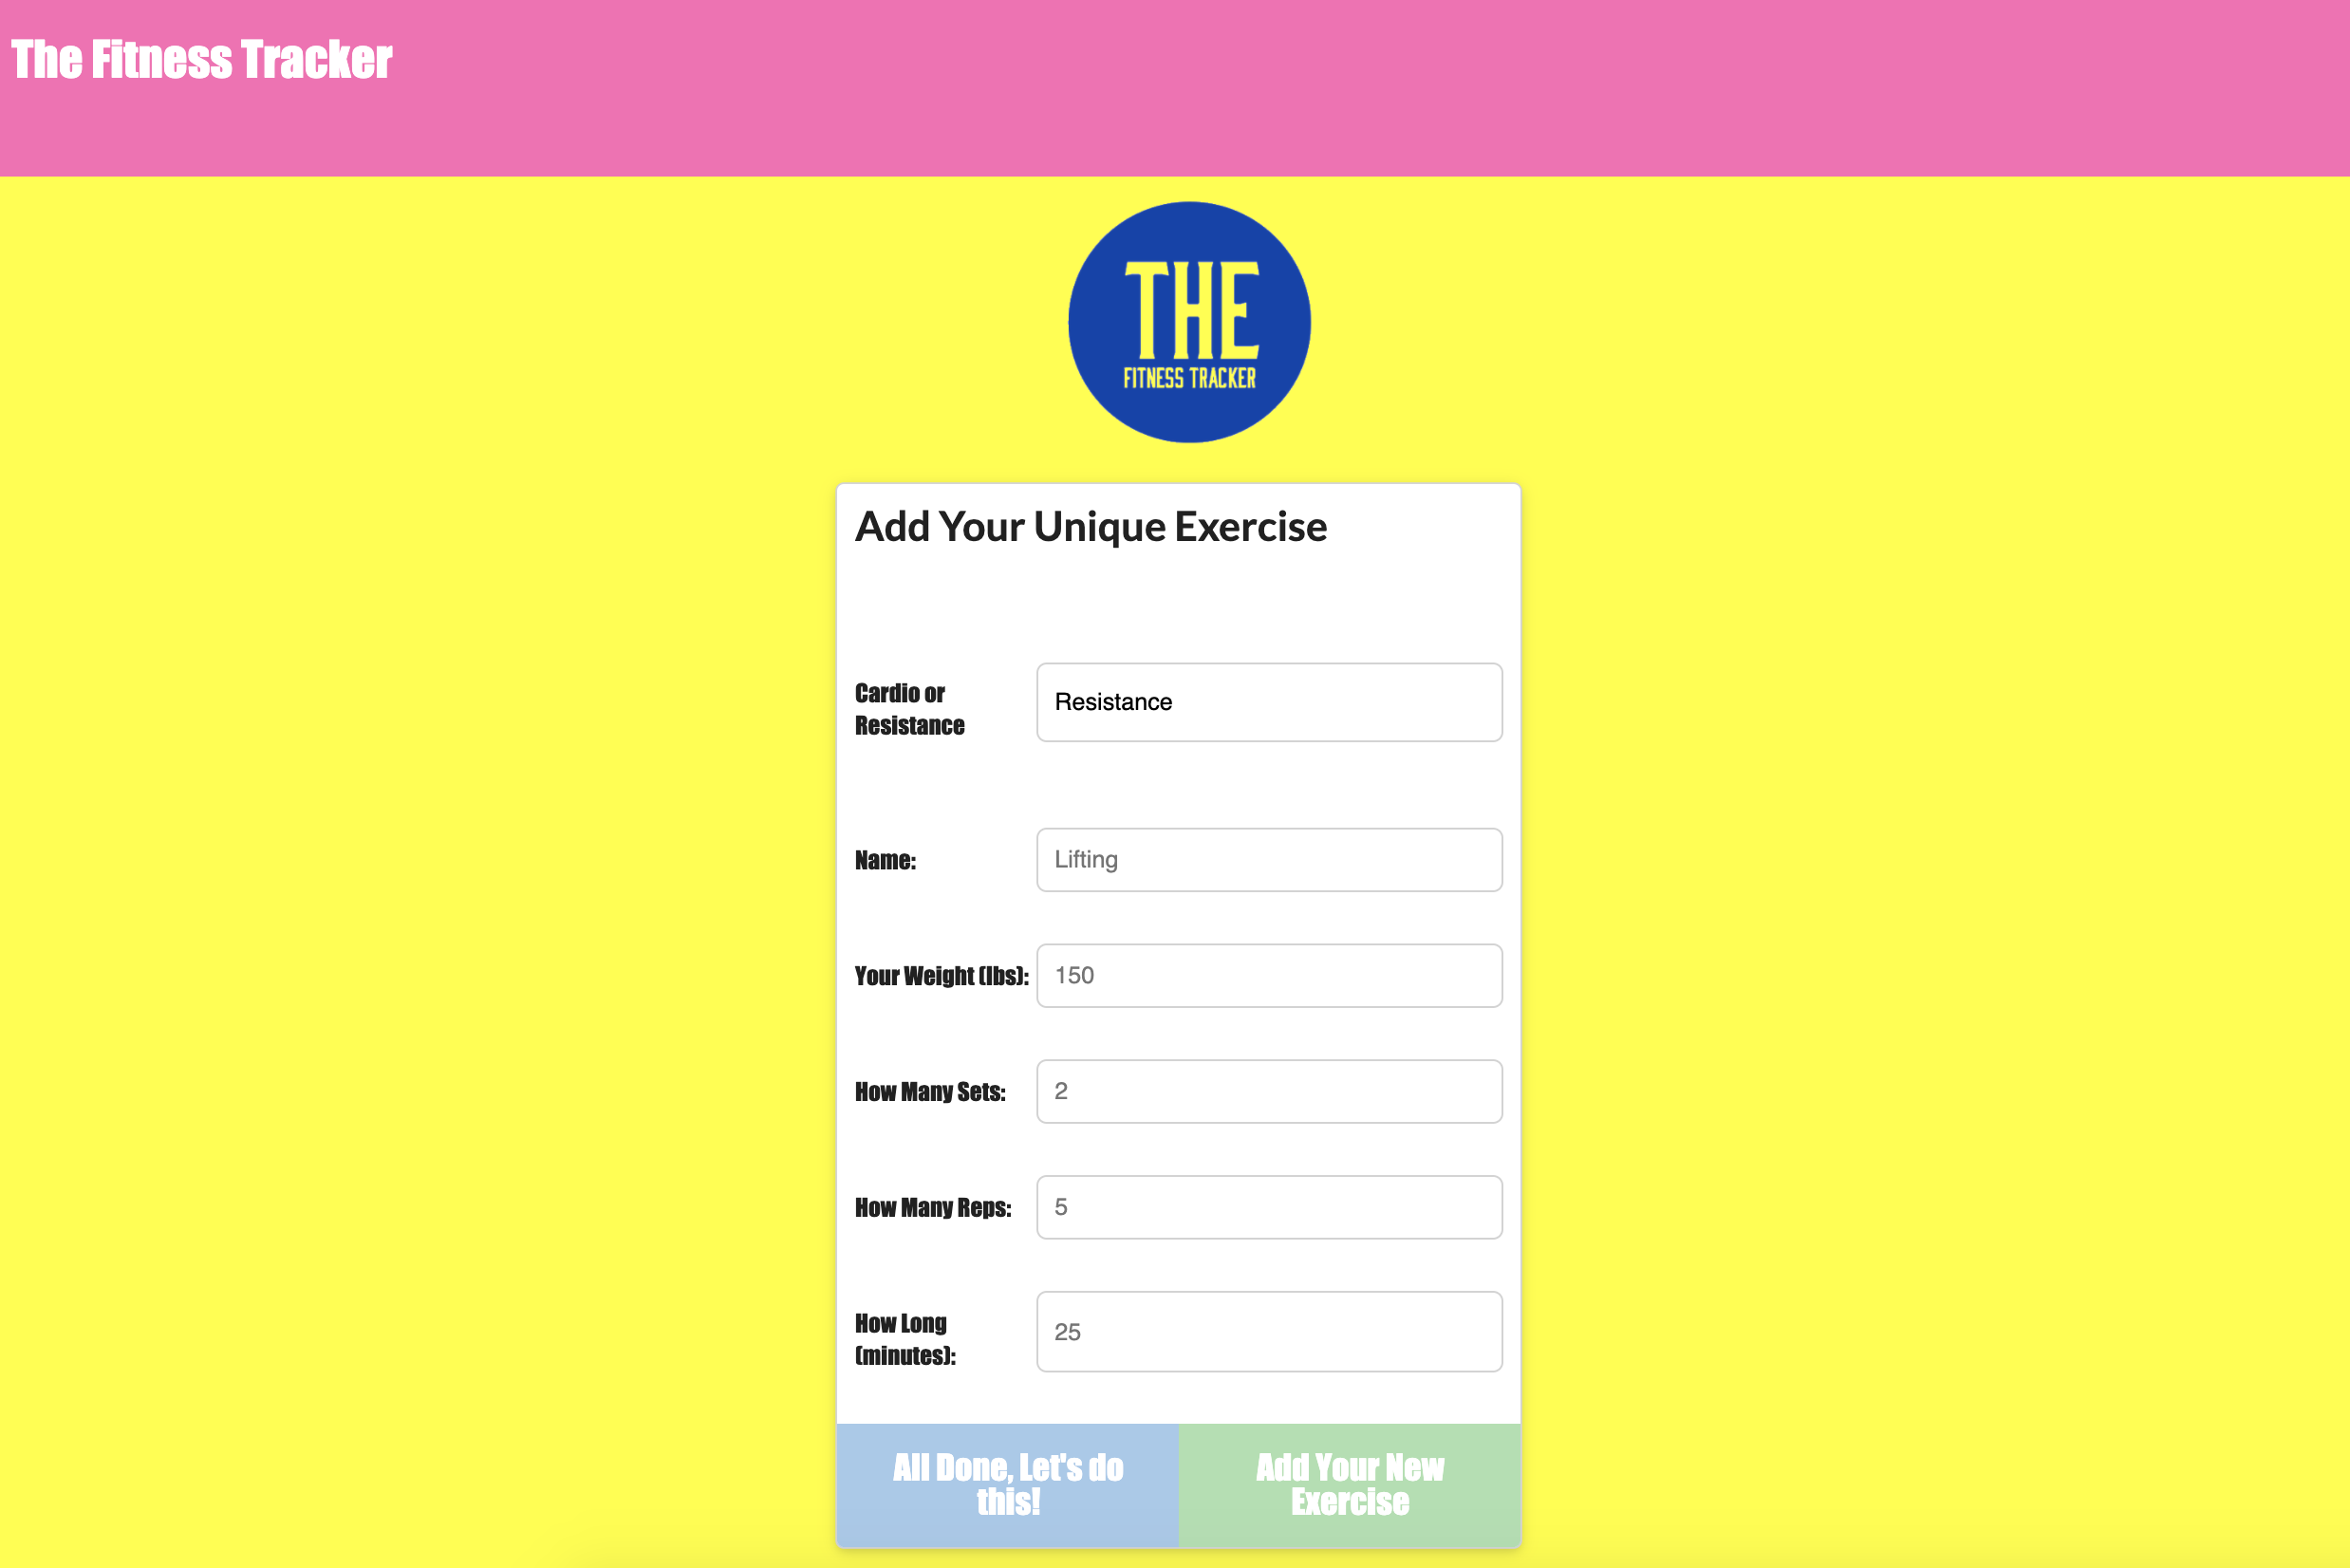 The Fitness Tracker
THE
FITNESS TRACKER
Add Your Unique Exercise
Cardio or
Resistance
Resistance
Name:
Lifting
Your Weight (lbs):
150
How Many Sets:
2
How Many Reps:
5
How Long
(minutes):
25
All Done, Let's do
this!
Add Your New
Exercise